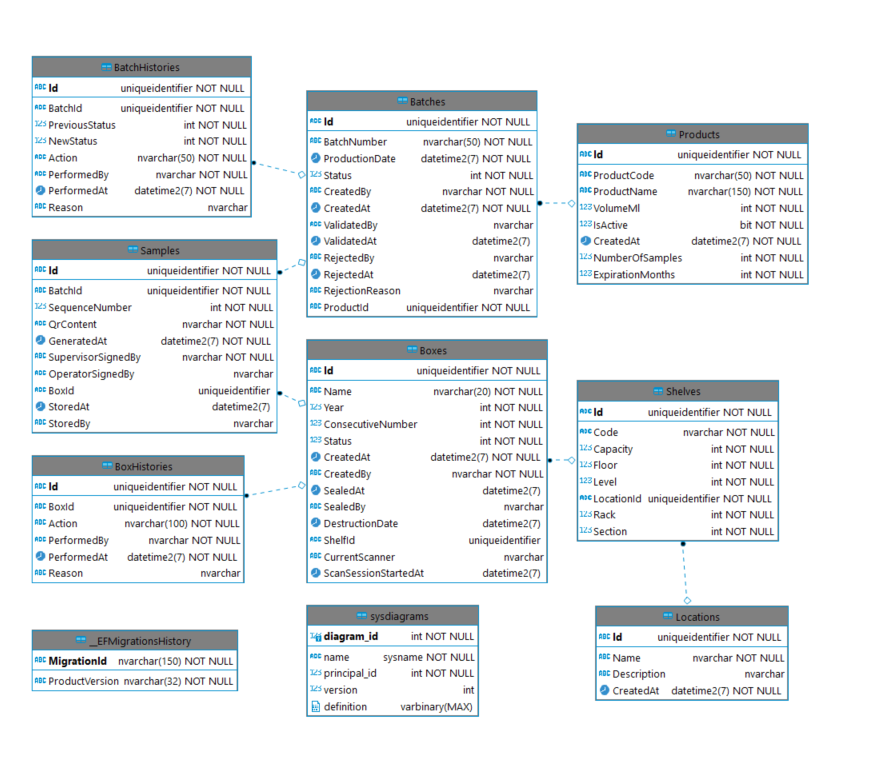 BatchHistories
Id uniqueidentifier NOT NULL
BatchId uniqueidentifier NOT NULL
PreviousStatus int NOT NULL
NewStatus int NOT NULL
Action nvarchar(50) NOT NULL
PerformedBy nvarchar NOT NULL
PerformedAt datetime2(7) NOT NULL
Reason nvarchar
Batches
Id uniqueidentifier NOT NULL
BatchNumber nvarchar(50) NOT NULL
ProductionDate datetime2(7) NOT NULL
Status int NOT NULL
CreatedBy nvarchar NOT NULL
CreatedAt datetime2(7) NOT NULL
ValidatedBy nvarchar
ValidatedAt datetime2(7)
RejectedBy nvarchar
RejectedAt datetime2(7)
RejectionReason nvarchar
ProductId uniqueidentifier NOT NULL
Products
Id uniqueidentifier NOT NULL
ProductCode nvarchar(50) NOT NULL
ProductName nvarchar(150) NOT NULL
VolumeMl int NOT NULL
IsActive bit NOT NULL
CreatedAt datetime2(7) NOT NULL
NumberOfSamples int NOT NULL
ExpirationMonths int NOT NULL
Samples
Id uniqueidentifier NOT NULL
BatchId uniqueidentifier NOT NULL
SequenceNumber int NOT NULL
QrContent nvarchar NOT NULL
GeneratedAt datetime2(7) NOT NULL
SupervisorSignedBy nvarchar NOT NULL
OperatorSignedBy nvarchar
BoxId uniqueidentifier
StoredAt datetime2(7)
StoredBy nvarchar
Boxes
Id uniqueidentifier NOT NULL
Name nvarchar(20) NOT NULL
Year int NOT NULL
ConsecutiveNumber int NOT NULL
Status int NOT NULL
CreatedAt datetime2(7) NOT NULL
CreatedBy nvarchar NOT NULL
SealedAt datetime2(7)
SealedBy nvarchar
DestructionDate datetime2(7)
ShelfId uniqueidentifier
CurrentScanner nvarchar
ScanSessionStartedAt datetime2(7)
Shelves
Id uniqueidentifier NOT NULL
Code nvarchar NOT NULL
Capacity int NOT NULL
Floor int NOT NULL
Level int NOT NULL
LocationId uniqueidentifier NOT NULL
Rack int NOT NULL
Section int NOT NULL
BoxHistories
Id uniqueidentifier NOT NULL
BoxId uniqueidentifier NOT NULL
Action nvarchar(100) NOT NULL
PerformedBy nvarchar NOT NULL
PerformedAt datetime2(7) NOT NULL
Reason nvarchar
__EFMigrationsHistory
MigrationId nvarchar(150) NOT NULL
ProductVersion nvarchar(32) NOT NULL
sysdiagrams
diagram_id int NOT NULL
name sysname NOT NULL
principal_id int NOT NULL
version int
definition varbinary(MAX)
Locations
Id uniqueidentifier NOT NULL
Name nvarchar NOT NULL
Description nvarchar
CreatedAt datetime2(7) NOT NULL